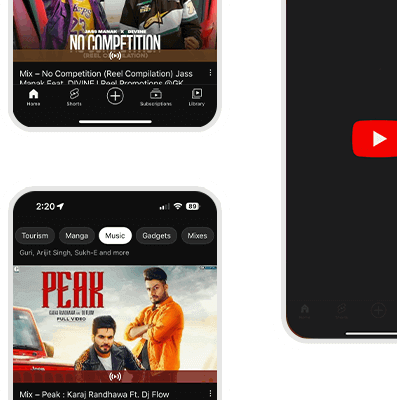 JASS MANAK X DIVINE
NO COMPETITION
(REEL COMPILATION)
Mix – No Competition (Reel Compilation) Jass
Manak Feat. DIVINE | Reel Promotions @GK
Home Shorts Subscriptions Library
2:20 89
Tourism Manga Music Gadgets Mixes
Guri, Arijit Singh, Sukh-E and more
PEAK
KARAJ RANDHAWA FT. DJ FLOW
FULL VIDEO
Mix – Peak : Karaj Randhawa Ft. Dj Flow